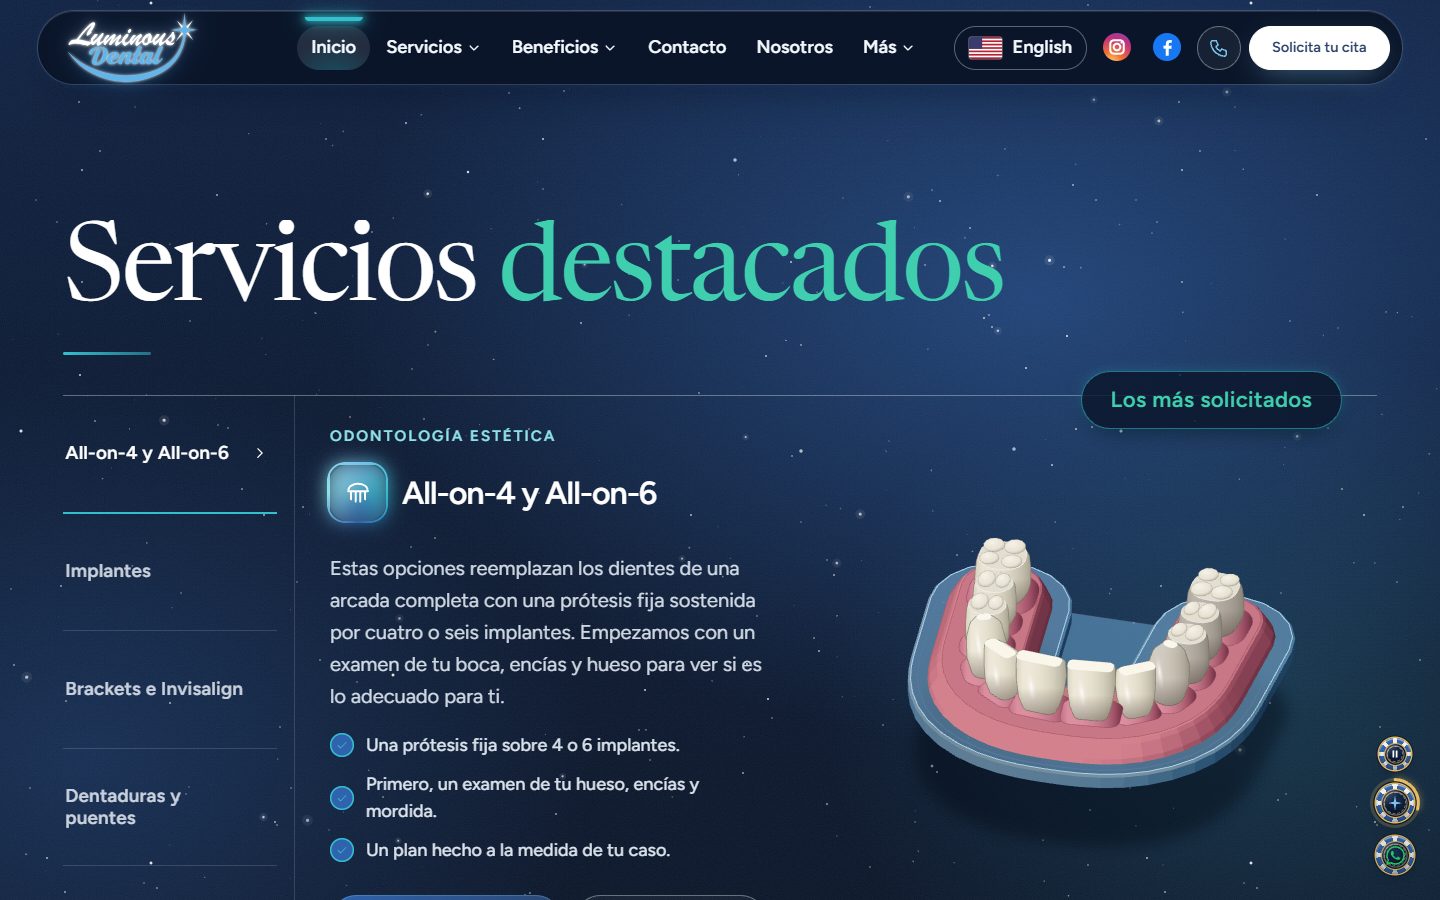 Luminous
Dental
Inicio
Servicios
Beneficios
Contacto
Nosotros
Más
English
Solicita tu cita
Servicios destacados
Los más solicitados
All-on-4 y All-on-6
Implantes
Brackets e Invisalign
Dentaduras y
puentes
ODONTOLOGÍA ESTÉTICA
All-on-4 y All-on-6
Estas opciones reemplazan los dientes de una
arcada completa con una prótesis fija sostenida
por cuatro o seis implantes. Empezamos con un
examen de tu boca, encías y hueso para ver si es
lo adecuado para ti.
Una prótesis fija sobre 4 o 6 implantes.
Primero, un examen de tu hueso, encías y
mordida.
Un plan hecho a la medida de tu caso.